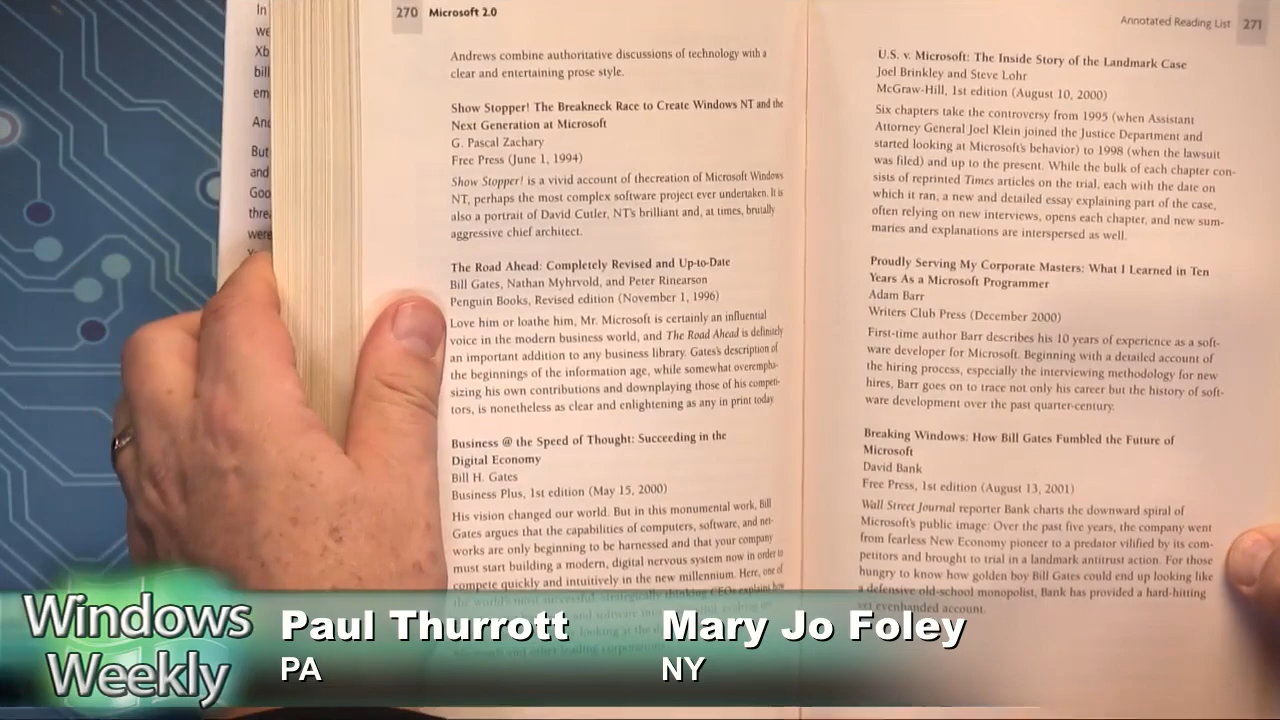 In
we
Xb
bill
em
And
But
and
Goo
thre
were
270 Microsoft 2.0
Andrews combine authoritative discussions of technology with a
clear and entertaining prose style.
Show Stopper! The Breakneck Race to Create Windows NT and the
Next Generation at Microsoft
G. Pascal Zachary
Free Press (June 1, 1994)
Show Stopper! is a vivid account of thecreation of Microsoft Windows
NT, perhaps the most complex software project ever undertaken. It is
also a portrait of David Cutler, NT's brilliant and, at times, brutally
aggressive chief architect.
The Road Ahead: Completely Revised and Up-to-Date
Bill Gates, Nathan Myhrvold, and Peter Rinearson
Penguin Books, Revised edition (November 1, 1996)
Love him or loathe him, Mr. Microsoft is certainly an influential
voice in the modern business world, and The Road Ahead is definitely
an important addition to any business library. Gates's description of
the beginnings of the information age, while somewhat overempha-
sizing his own contributions and downplaying those of his compen-
tors, is nonetheless as clear and enlightening as any in print today.
Business @ the Speed of Thought: Succeeding in the
Digital Economy
Bill H. Gates
Business Plus, 1st edition (May 15, 2000)
His vision changed our world. But in this monumental work, Bill
Gates argues that the capabilities of computers, software, and net-
works are only beginning to be harnessed and that your company
must start building a modern, digital nervous system now in order to
compete quickly and intuitively in the new millennium. Here, one of
the world's most successful, strategically thinking CEOs explains how
Annotated Reading List 271
U.S. v. Microsoft: The Inside Story of the Landmark Case
Joel Brinkley and Steve Lohr
McGraw-Hill, 1st edition (August 10, 2000)
Six chapters take the controversy from 1995 (when Assistant
Attorney General Joel Klein joined the Justice Department and
started looking at Microsoft's behavior) to 1998 (when the lawsuit
was filed) and up to the present. While the bulk of each chapter con-
sists of reprinted Times articles on the trial, each with the date on
which it ran, a new and detailed essay explaining part of the case,
often relying on new interviews, opens each chapter, and new sum-
maries and explanations are interspersed as well.
Proudly Serving My Corporate Masters: What I Learned in Ten
Years As a Microsoft Programmer
Adam Barr
Writers Club Press (December 2000)
First-time author Barr describes his 10 years of experience as a soft-
ware developer for Microsoft. Beginning with a detailed account of
the hiring process, especially the interviewing methodology for new
hires, Barr goes on to trace not only his career but the history of soft-
ware development over the past quarter-century.
Breaking Windows: How Bill Gates Fumbled the Future of
Microsoft
David Bank
Free Press, 1st edition (August 13, 2001)
Wall Street Journal reporter Bank charts the downward spiral of
Microsoft's public image: Over the past five years, the company went
from fearless New Economy pioneer to a predator vilified by its com-
petitors and brought to trial in a landmark antitrust action. For those
hungry to know how golden boy Bill Gates could end up looking like
a defensive old-school monopolist, Bank has provided a hard-hitting
yet evenhanded account.
Windows
Weekly
Paul Thurrott
PA
Mary Jo Foley
NY